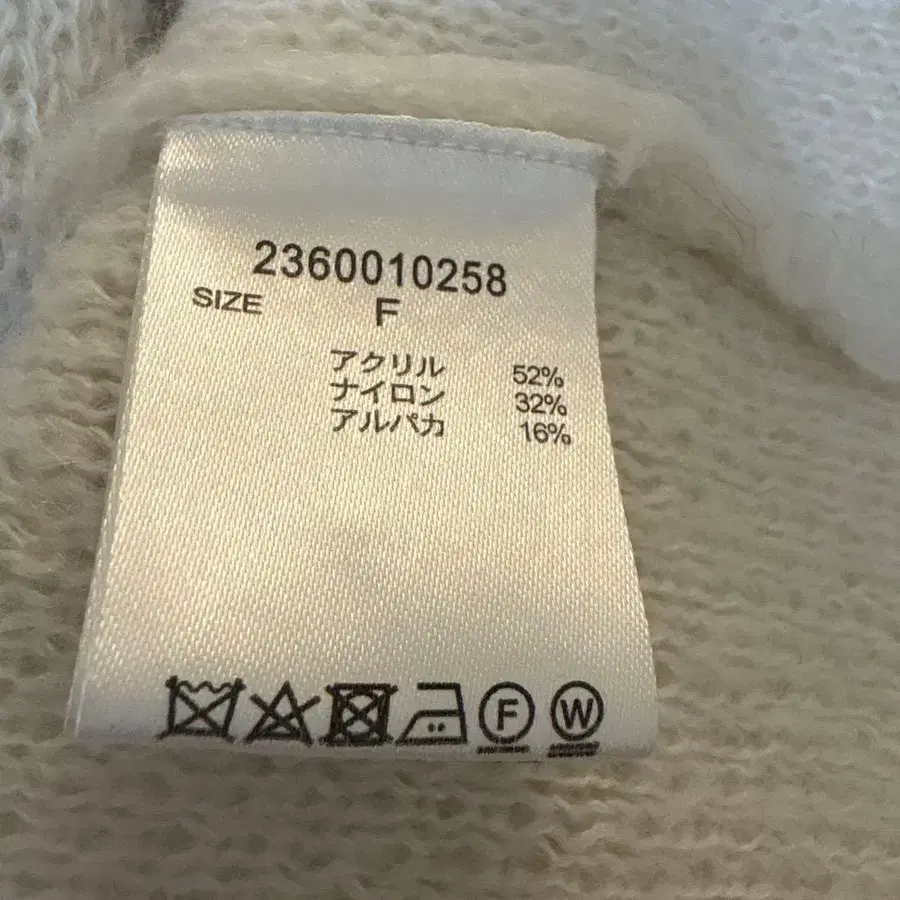 2360010258
SIZE F
アクリル 52%
ナイロン 32%
アルパカ 16%
F W